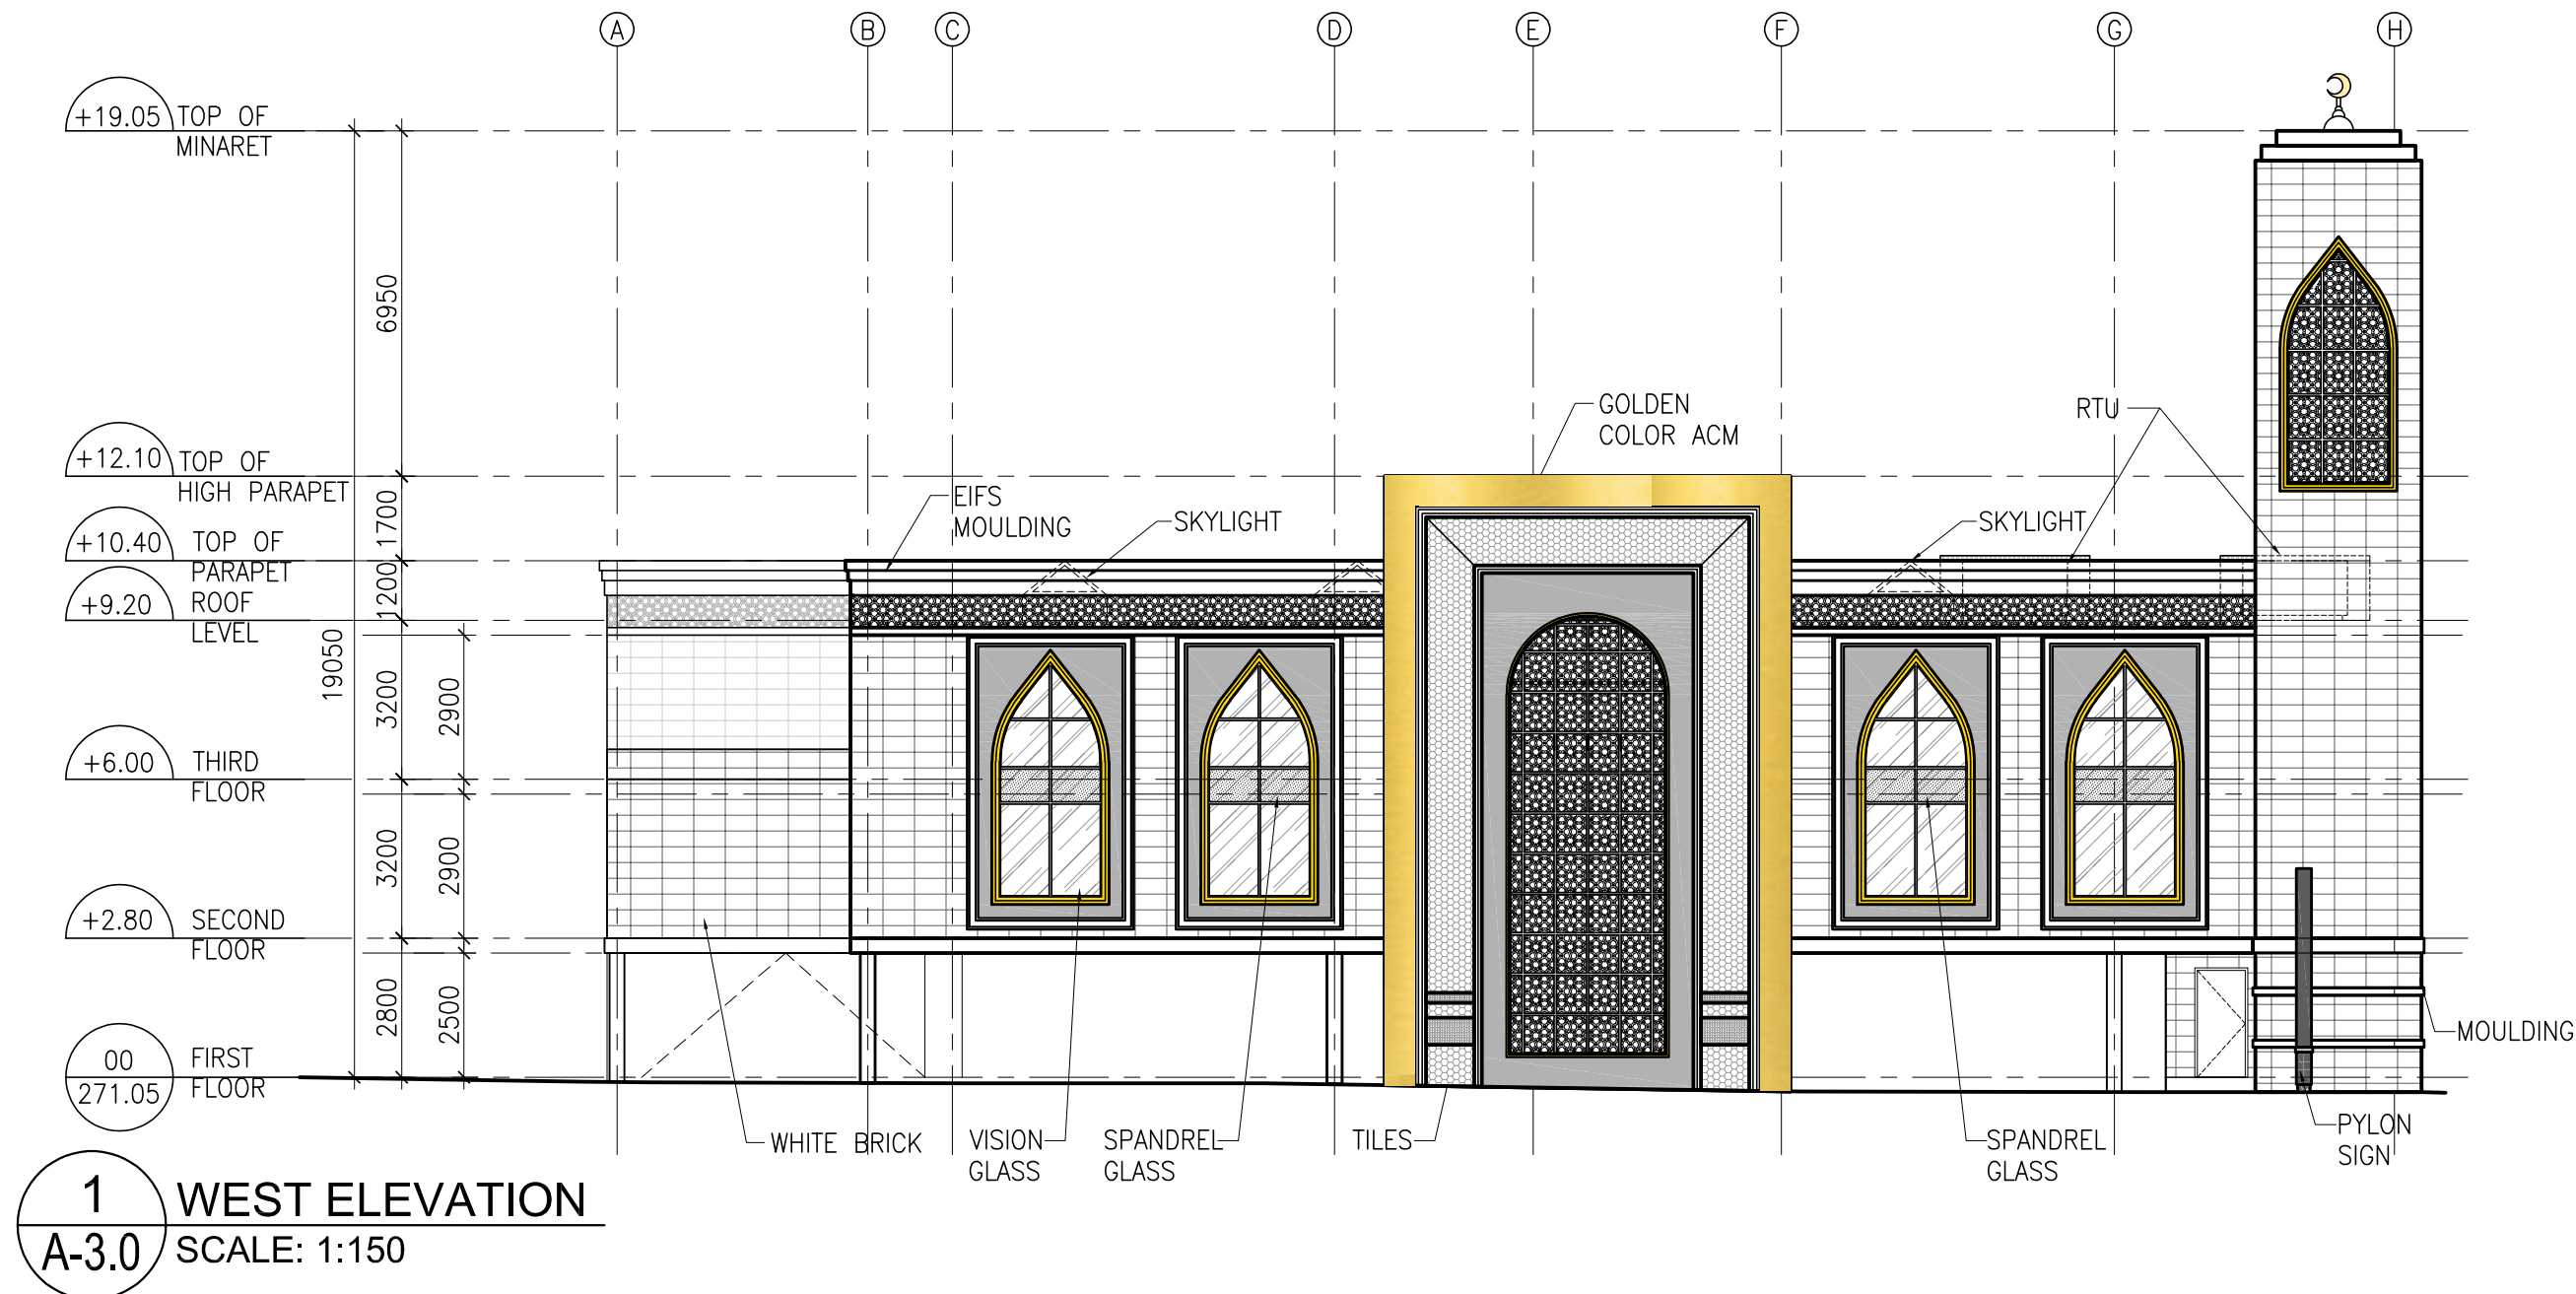 A
B
C
D
E
F
G
H
+19.05 TOP OF
MINARET
6950
GOLDEN
COLOR ACM
RTU
+12.10 TOP OF
HIGH PARAPET
1700
EIFS
MOULDING
SKYLIGHT
SKYLIGHT
+10.40 TOP OF
PARAPET
1200
+9.20 ROOF
LEVEL
19050
3200
2900
+6.00 THIRD
FLOOR
3200
2900
+2.80 SECOND
FLOOR
2800
2500
MOULDING
00 FIRST
271.05 FLOOR
WHITE BRICK
VISION
GLASS
SPANDREL
GLASS
TILES
SPANDREL
GLASS
PYLON
SIGN
1
A-3.0
WEST ELEVATION
SCALE: 1:150